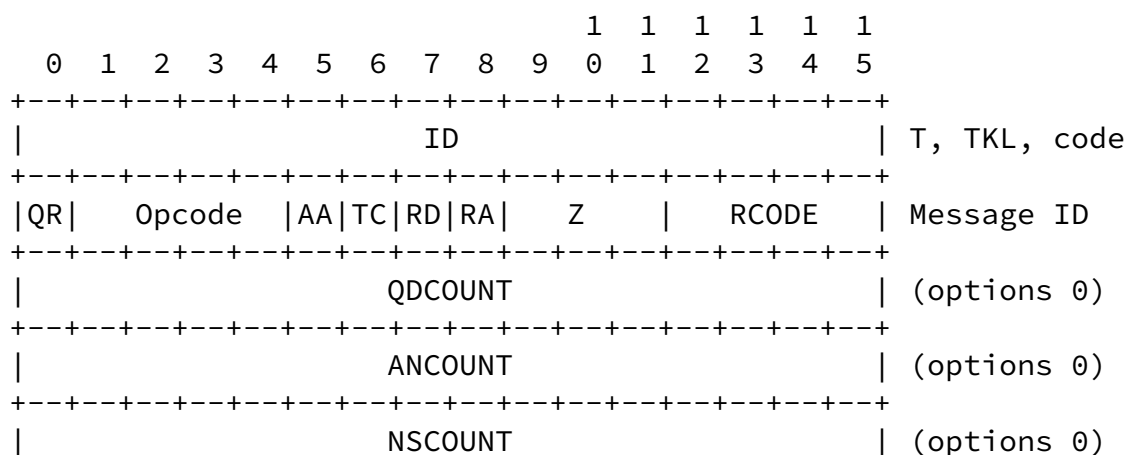 1  1  1  1  1  1
  0  1  2  3  4  5  6  7  8  9  0  1  2  3  4  5
+--+--+--+--+--+--+--+--+--+--+--+--+--+--+--+--+
|                      ID                       | T, TKL, code
+--+--+--+--+--+--+--+--+--+--+--+--+--+--+--+--+
|QR|   Opcode  |AA|TC|RD|RA|   Z    |   RCODE   | Message ID
+--+--+--+--+--+--+--+--+--+--+--+--+--+--+--+--+
|                    QDCOUNT                    | (options 0)
+--+--+--+--+--+--+--+--+--+--+--+--+--+--+--+--+
|                    ANCOUNT                    | (options 0)
+--+--+--+--+--+--+--+--+--+--+--+--+--+--+--+--+
|                    NSCOUNT                    | (options 0)